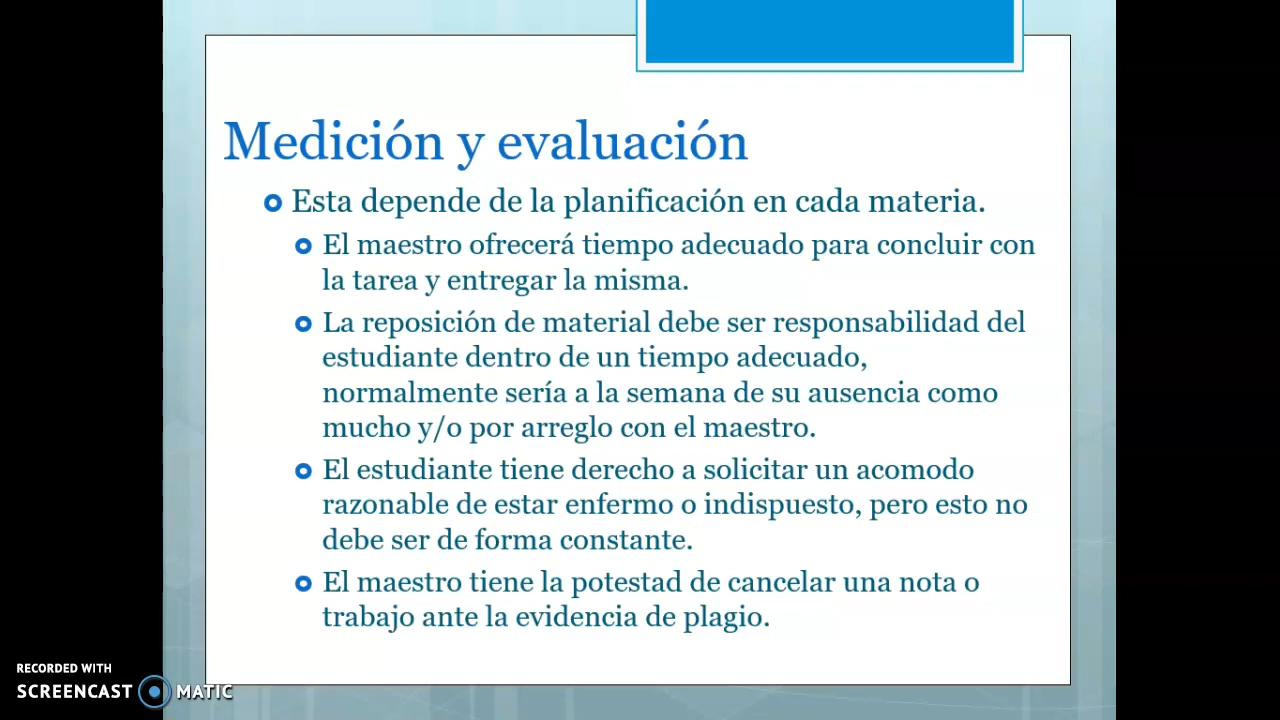 Medición y evaluación
Esta depende de la planificación en cada materia.
El maestro ofrecerá tiempo adecuado para concluir con
la tarea y entregar la misma.
La reposición de material debe ser responsabilidad del
estudiante dentro de un tiempo adecuado,
normalmente sería a la semana de su ausencia como
mucho y/o por arreglo con el maestro.
El estudiante tiene derecho a solicitar un acomodo
razonable de estar enfermo o indispuesto, pero esto no
debe ser de forma constante.
El maestro tiene la potestad de cancelar una nota o
trabajo ante la evidencia de plagio.
RECORDED WITH
SCREENCAST MATIC